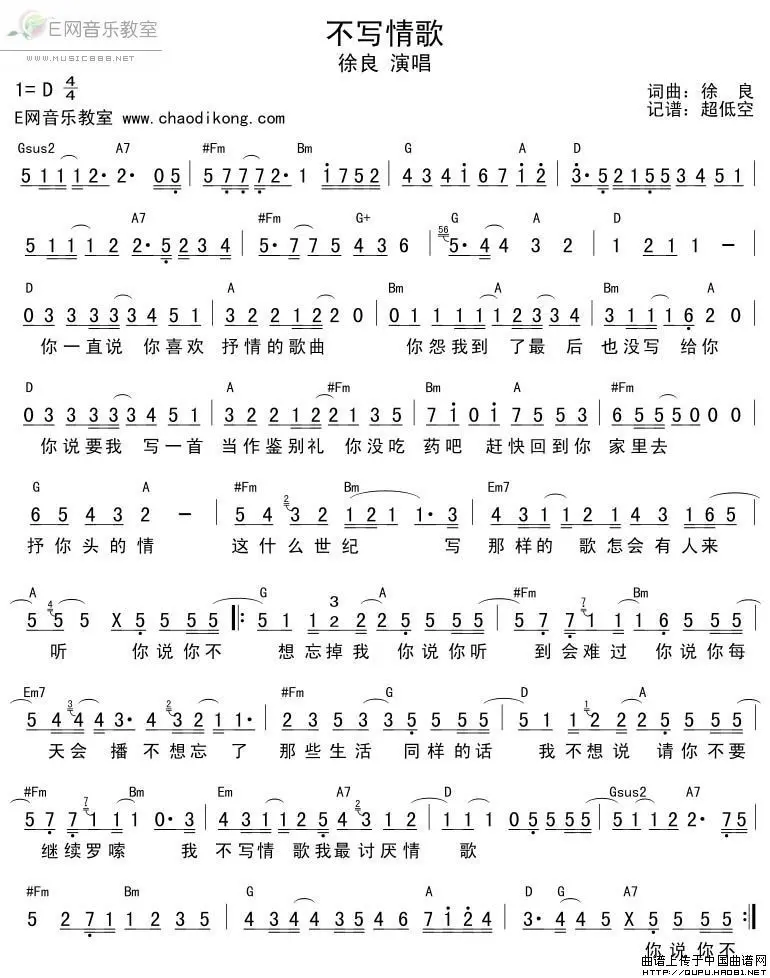 E网音乐教室
WWW.MUSIC888.NET
不写情歌
徐良 演唱
1= D 4/4
词曲: 徐 良
E网音乐教室 www.chaodikong.com
记谱: 超低空
Gsus2 A7 #Fm Bm G A D
5 1 1 1 2· 2· 0 5 | 5 7 7 7 2· 1 1 7 5 2 | 4 3 4 1 6 7 1 2 | 3· 5 2 1 5 5 3 4 5 1 |
A7 #Fm G+ G A D
5 1 1 1 2 2· 5 2 3 4 | 5· 7 7 5 4 3 6 | 56 5· 4 4 3 2 | 1 2 1 1 — |
D A Bm A
0 3 3 3 3 3 4 5 1 | 3 2 2 1 2 2 0 | 0 1 1 1 1 1 2 3 3 | 3 1 1 1 6 2 0 |
你一直说 你喜欢 抒情的歌曲 你怨我到 了最 后 也没写 给你
D A #Fm Bm A #Fm
0 3 3 3 3 3 4 5 1 | 3 2 2 1 2 2 1 3 5 | 7 1 0 1 7 5 5 3 | 6 5 5 5 0 0 0 |
你说要我 写一首 当作鉴别礼 你没吃 药吧 赶快回到你 家里去
G A #Fm Bm Em7
6 5 4 3 2 — | 5 4 2 3 2 1 2 1 1· 3 | 4 3 1 1 2 1 4 3 1 6 5 |
抒你头的情 这什么世纪 写 那样的 歌怎会有人来
A G #Fm Bm
5 4 5 5 X 5 5 5 5 |: 5 1 1 3 2 2 2 5 5 5 5 | 5 7 7 7 1 1 1 6 5 5 5 |
听 你说你不 想忘掉我 你说你听 到会难过 你说你每
Em7 #Fm G D A
5 4 3 4 4 3· 4 2 3 2 1 1· | 2 3 5 3 3 5 5 5 5 | 5 1 1 1 2 2 5 5 5 5 |
天会 播不想忘 了 那些生活 同样的话 我不想说 请你不要
#Fm Bm Em A7 Gsus2 A7
5 7 7 7 1 1 1 0· 3 | 4 3 1 1 2 5 4 2 3 1 2 | 1 1 1 0 5 5 5 5 | 5 1 1 1 2 2· 7 5 |
继续罗嗦 我 不写情 歌我最讨厌情 歌
#Fm Bm G A D G A7
5 2 7 1 1 2 3 1 | 3 4 5 3 4 6 4 6 7 1 2 4 | 3· 4 4 5 X 5 5 5 5 :|
你说你不
曲谱上传于中国曲谱网
http://QUPU.HAO81.NET